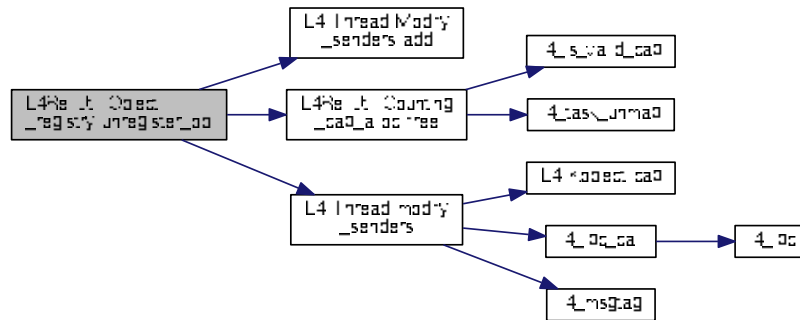 L4::Thread::Modify
_senders::add
L4Re::Util::Object
_registry::unregister_obj
L4Re::Util::Counting
_cap_alloc::free
l4_is_valid_cap
l4_task_unmap
L4::Thread::modify
_senders
L4::Kobject::cap
l4_ipc_call
l4_msgtag